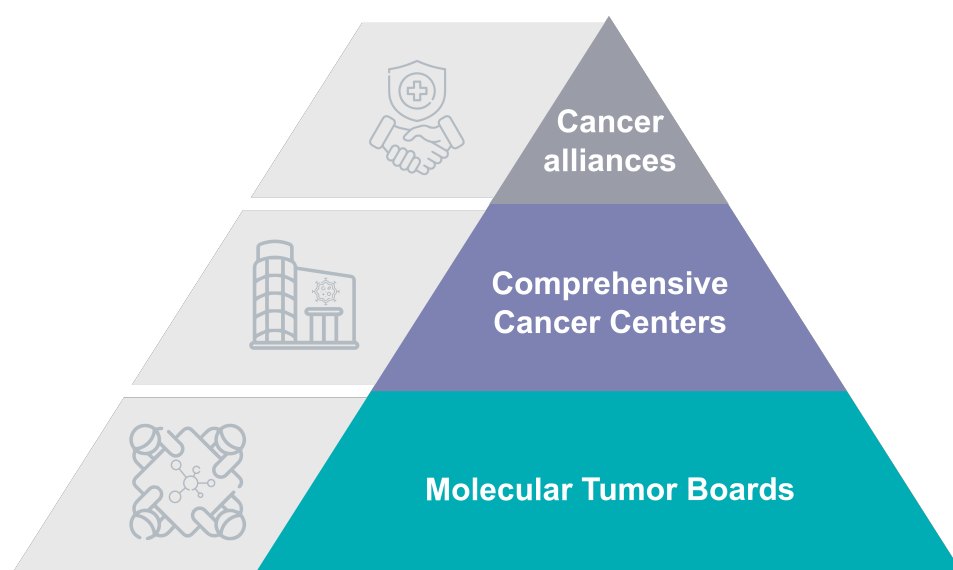 Cancer
alliances
Comprehensive
Cancer Centers
Molecular Tumor Boards